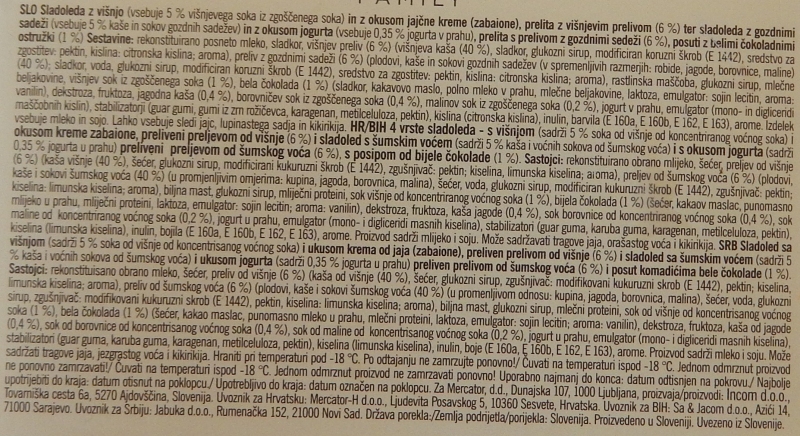 FAMILY
SLO Sladoleda z višnjo (vsebuje 5 % višnjevega soka iz zgoščenega soka) in z okusom jajčne kreme (zabaione), prelita z višnjevim prelivom (6 %) ter sladoleda z gozdnimi
sadeži (vsebuje 5 % kaše in sokov gozdnih sadežev) in z okusom jogurta (vsebuje 0,35 % jogurta v prahu), prelita s prelivom z gozdnimi sadeži (6 %), posuti z belimi čokoladnimi
ostružki (1 %) Sestavine: rekonstituirano posneto mleko, sladkor, višnjev preliv (6 %) (višnjeva kaša (40 %), sladkor, glukozni sirup, modificiran koruzni škrob (E 1442), sredstvo za
zgostitev: pektin, kislina: citronska kislina; arome), preliv z gozdnimi sadeži (6 %) (plodovi, kaše in sokovi gozdnih sadežev (v spremenljivih razmerjih: robide, jagode, borovnice, maline)
(40 %); sladkor, voda, glukozni sirup, modificiran koruzni škrob (E 1442), sredstvo za zgostitev: pektin, kislina: citronska kislina; arome), rastlinska maščoba, glukozni sirup, mlečne
beljakovine, višnjev sok iz zgoščenega soka (1 %), bela čokolada (1 %) (sladkor, kakavovo maslo, polno mleko v prahu, mlečne beljakovine, laktoza, emulgator: sojin lecitin, aroma:
vanilin), dekstroza, fruktoza, jagodna kaša (0,4 %), borovničev sok iz zgoščenega soka (0,4 %), malinov sok iz zgoščenega soka (0,2 %), jogurt v prahu, emulgator (mono- in digliceridi
maščobnih kislin), stabilizatorji (guar gumi, gumi iz zrn rožičevca, karagenan, metilceluloza, pektin), kislina (citronska kislina), inulin, barvila (E 160a, E 160b, E 162, E 163), arome. Izdelek
vsebuje mleko in sojo. Lahko vsebuje sledi jajc, lupinastega sadja in kikirikija. HR/BIH 4 vrste sladoleda - s višnjom (sadrži 5 % soka od višnje od koncentriranog voćnog soka) i
okusom kreme zabaione, preliveni preljevom od višnje (6 %) i sladoled s šumskim voćem (sadrži 5 % kaše i voćnih sokova od šumskog voća) i s okusom jogurta (sadrži
0,35 % jogurta u prahu) preliveni preljevom od šumskog voća (6 %), s posipom od bijele čokolade (1 %). Sastojci: rekonstituirano obrano mlijeko, šećer, preljev od višnje
(6 %) (kaša višnje (40 %), šećer, glukozni sirup, modificirani kukuruzni škrob (E 1442), zgušnjivač: pektin; kiselina: limunska kiselina; aroma), preljev od šumskog voća (6 %) (plodovi,
kaše i sokovi šumskog voća (40 %) (u promjenljivim omjerima: kupina, jagoda, borovnica, malina), šećer, voda, glukozni sirup, modificiran kukuruzni škrob (E 1442), zgušnjivač: pektin;
kiselina: limunska kiselina; aroma), biljna mast, glukozni sirup, mliječni proteini, sok višnje od koncentriranog voćnog soka (1 %), bijela čokolada (1 %) (šećer, kakaov maslac, punomasno
mlijeko u prahu, mliječni proteini, laktoza, emulgator: sojin lecitin; aroma: vanilin), dekstroza, fruktoza, kaša jagode (0,4 %), sok borovnice od koncentriranog voćnog soka (0,4 %), sok
maline od koncentriranog voćnog soka (0,2 %), jogurt u prahu, emulgator (mono- i digliceridi masnih kiselina), stabilizatori (guar guma, karuba guma, karagenan, metilceluloza, pektin),
kiselina (limunska kiselina), inulin, bojila (E 160a, E 160b, E 162, E 163), arome. Proizvod sadrži mlijeko i soju. Može sadržavati tragove jaja, orašastog voća i kikirikija. SRB Sladoled sa
višnjom (sadrži 5 % soka od višnje od koncentrisanog voćnog soka) i ukusom krema od jaja (zabaione), preliven prelivom od višnje (6 %) i sladoled sa šumskim voćem (sadrži 5
% kaša i voćnih sokova od šumskog voća) i ukusom jogurta (sadrži 0,35 % jogurta u prahu) preliven prelivom od šumskog voća (6 %) i posut komadićima bele čokolade (1 %).
Sastojci: rekonstituisano obrano mleko, šećer, preliv od višnje (6 %) (kaša od višnje (40 %), šećer, glukozni sirup, zgušnjivač: modifikovani kukuruzni skrob (E 1442), pektin; kiselina,
limunska kiselina; aroma), preliv od šumskog voća (6 %) (plodovi, kaše i sokovi šumskog voća (40 %) (u promenljivom odnosu: kupina, jagoda, borovnica, malina), šećer, voda, glukozni
sirup, zgušnjivač: modifikovani kukuruzni skrob (E 1442), pektin, kiselina: limunska kiselina; aroma), biljna mast, glukozni sirup, mlečni proteini, sok od višnje od koncentrisanog voćnog
soka (1 %), bela čokolada (1 %) (šećer, kakao maslac, punomasno mleko u prahu, mlečni proteini, laktoza, emulgator: sojin lecitin; aroma: vanilin), dekstroza, fruktoza, kaša od jagode
(0,4 %), sok od borovnice od koncentrisanog voćnog soka (0,4 %), sok od maline od koncentrisanog voćnog soka (0,2 %), jogurt u prahu, emulgator (mono- i digliceridi masnih kiselina),
stabilizatori (guar guma, karuba guma, karagenan, metilceluloza, pektin), kiselina (limunska kiselina), inulin, boje (E 160a, E 160b, E 162, E 163), arome. Proizvod sadrži mleko i soju. Može
sadržati tragove jaja, jezgrastog voća i kikirikija. Hraniti pri temperaturi pod -18 °C. Po odtajanju ne zamrzujte ponovno!/ Čuvati na temperaturi ispod -18 °C. Jednom odmrznut proizvod
ne ponovno zamrzavati!/ Čuvati na temperaturi ispod -18 °C. Jednom odmrznut proizvod ne zamrzavati ponovno! Uporabno najmanj do konca: datum odtisnjen na pokrovu./ Najbolje
upotrijebiti do kraja: datum otisnut na poklopcu./ Upotrebljivo do kraja: datum označen na poklopcu. Za Mercator, d.d., Dunajska 107, 1000 Ljubljana, proizvaja/proizvodi: Incom d.o.o.,
Tovarniška cesta 6a, 5270 Ajdovščina, Slovenija. Uvoznik za Hrvatsku: Mercator-H d.o.o., Ljudevita Posavskog 5, 10360 Sesvete, Hrvatska. Uvoznik za BIH: Sa & Jacom d.o.o., Azići 14,
71000 Sarajevo. Uvoznik za Srbiju: Jabuka d.o.o., Rumenačka 152, 21000 Novi Sad. Država porekla:/Zemlja podrijetla/porijekla: Slovenija. Proizvedeno u Sloveniji. Uvezeno iz Slovenije.